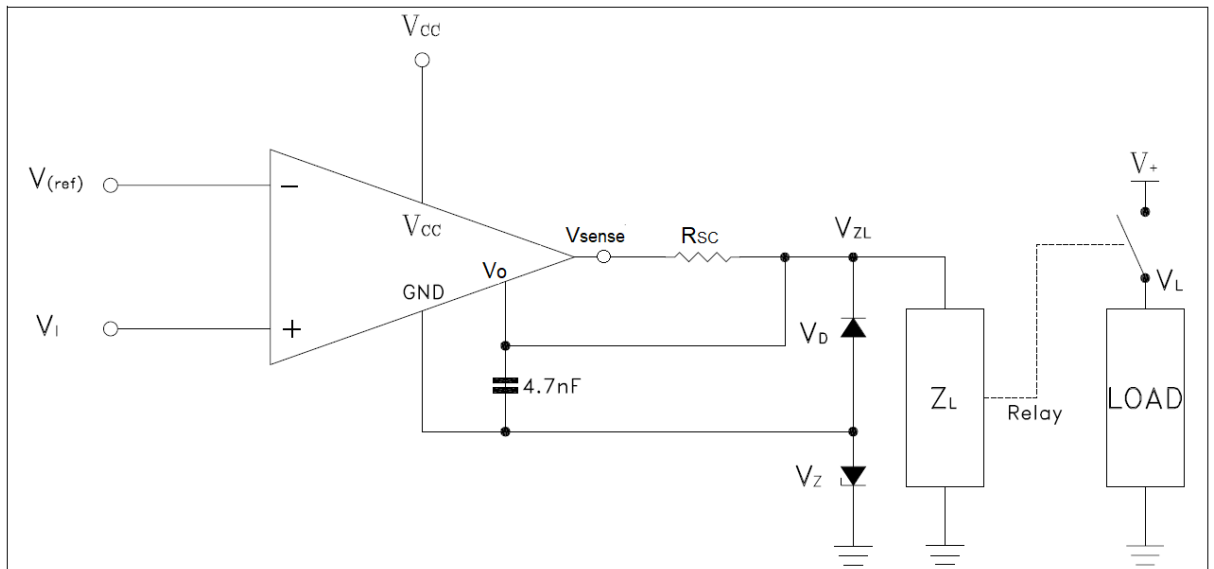 Vcc
V(ref)
−
Vcc
Vsense
Rsc
VZL
V+
Vo
GND
VI
+
4.7nF
VD
VL
ZL
Relay
LOAD
VZ